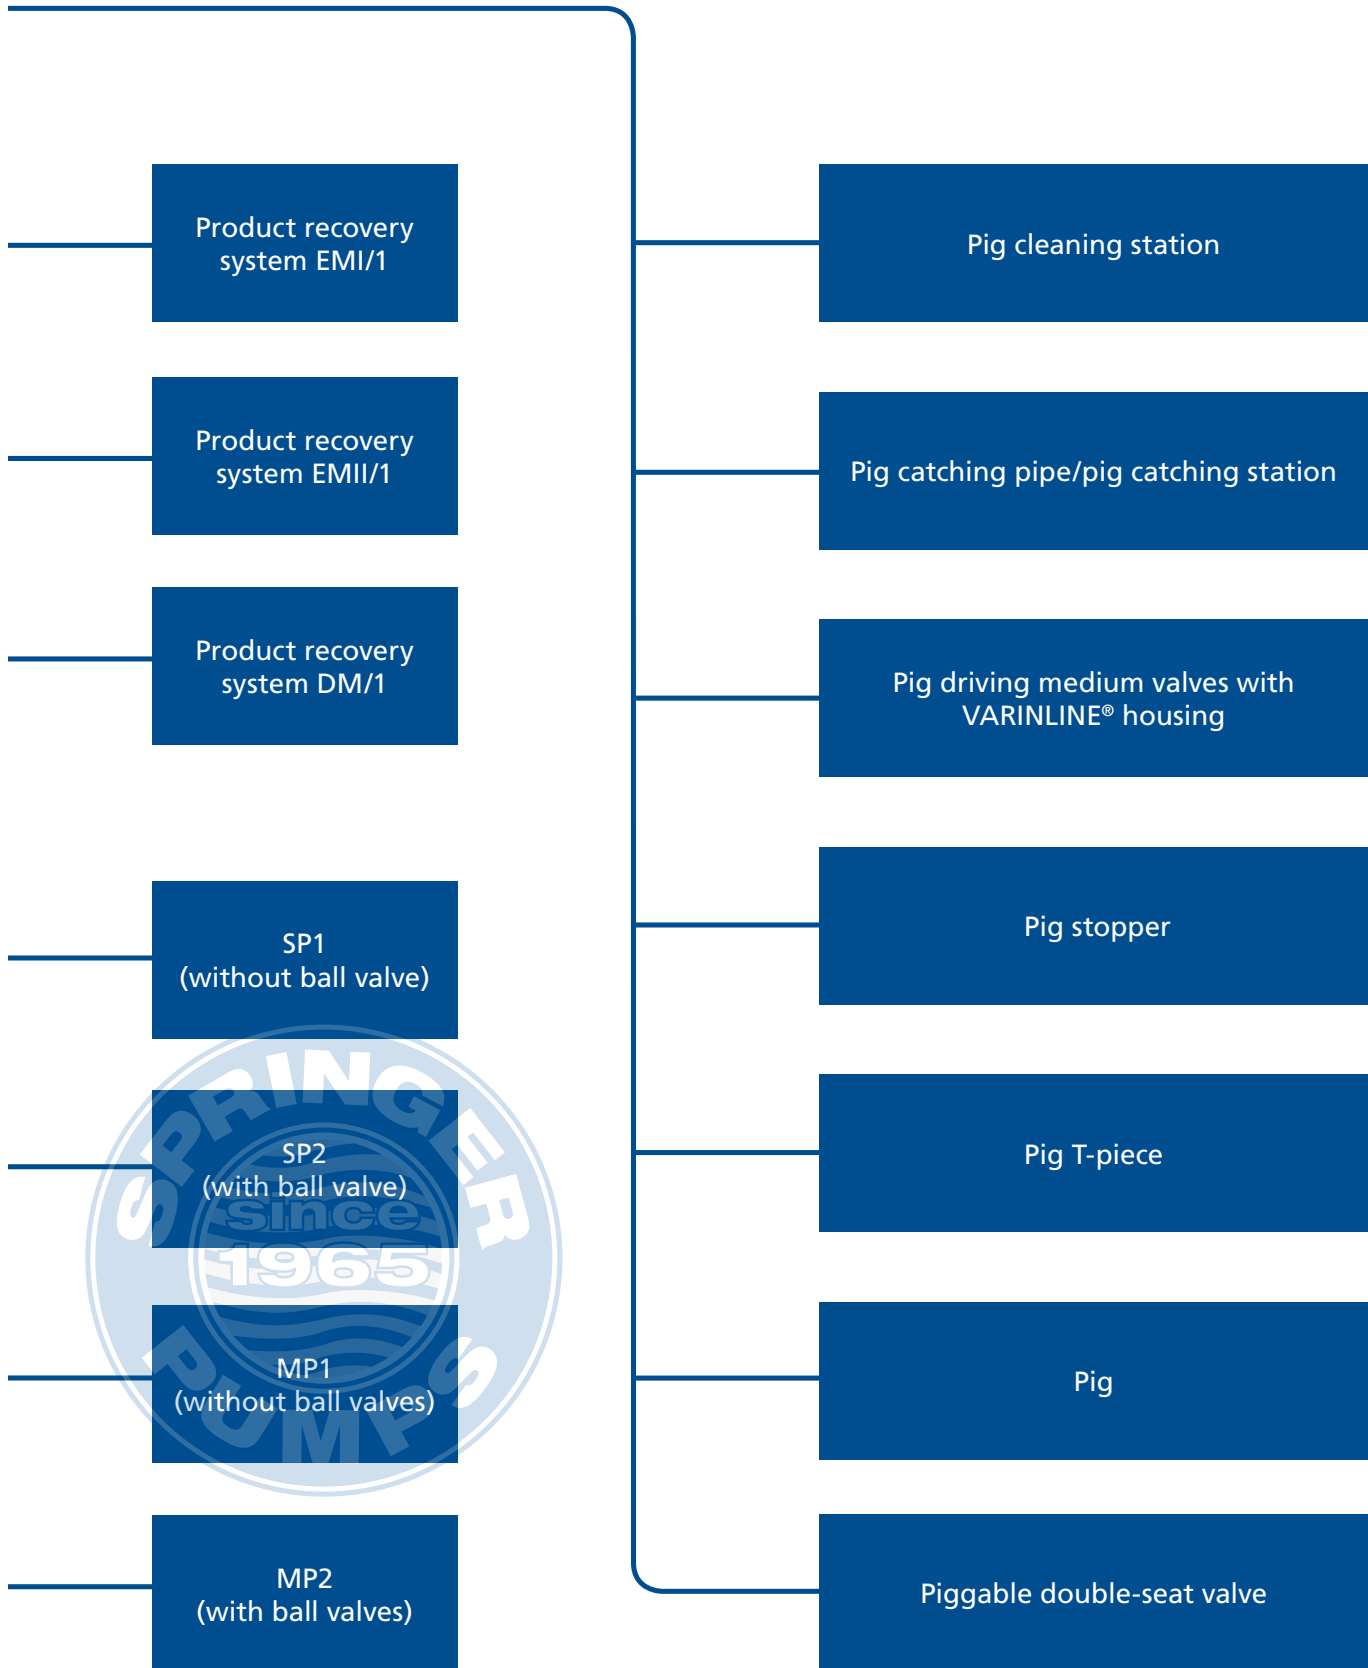 Product recovery
system EMI/1
Product recovery
system EMII/1
Product recovery
system DM/1
SP1
(without ball valve)
SP2
(with ball valve)
MP1
(without ball valves)
MP2
(with ball valves)
SPRINGER
since
1965
PUMPS
Pig cleaning station
Pig catching pipe/pig catching station
Pig driving medium valves with
VARINLINE® housing
Pig stopper
Pig T-piece
Pig
Piggable double-seat valve